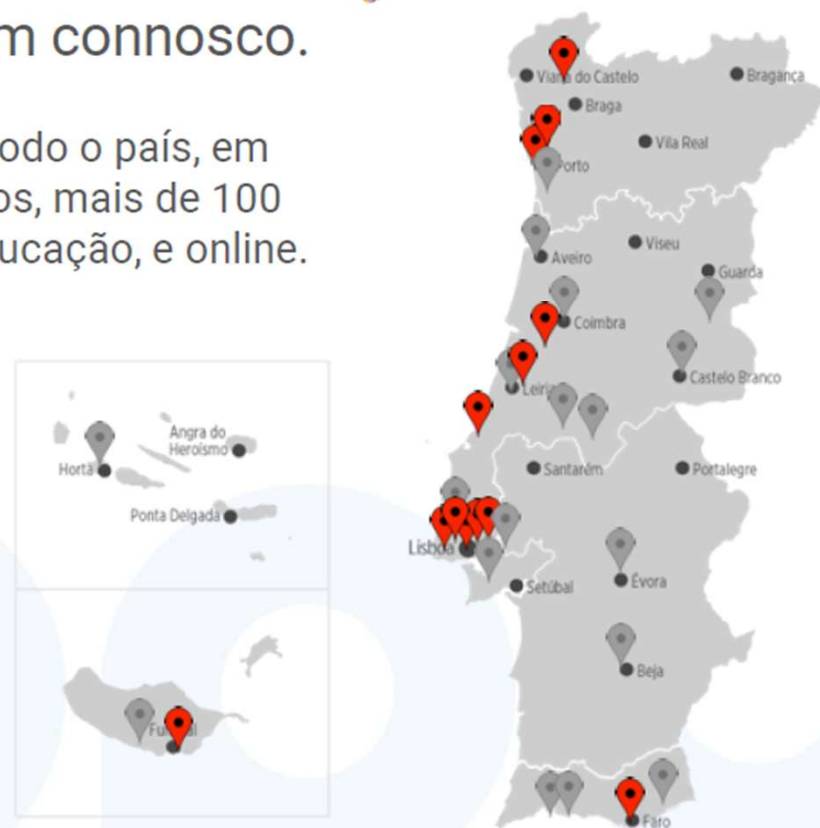 m connosco.
odo o país, em
os, mais de 100
ucação, e online.
Viana do Castelo
Bragança
Braga
Vila Real
Porto
Viseu
Aveiro
Guarda
Coimbra
Castelo Branco
Leiria
Angra do
Heroísmo
Horta
Santarém
Portalegre
Ponta Delgada
Lisboa
Setúbal
Évora
Beja
Funchal
Faro